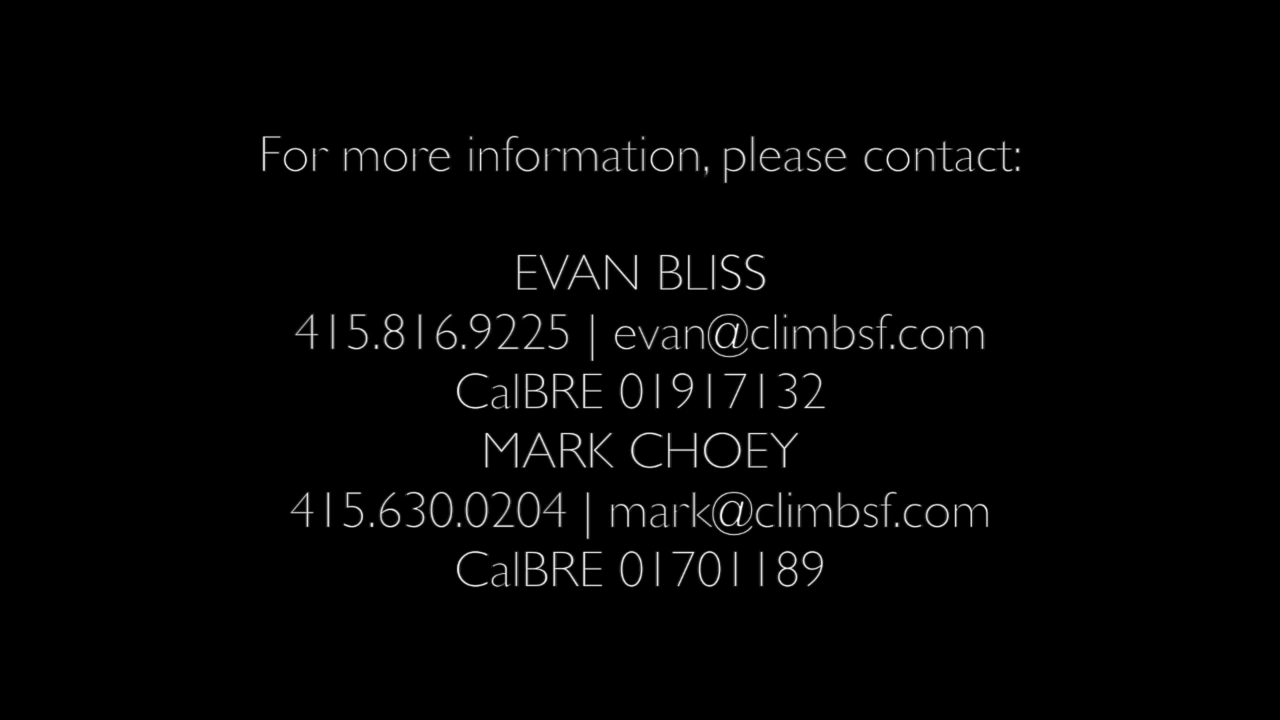 For more information, please contact:
EVAN BLISS
415.816.9225 | evan@climbsf.com
CalBRE 01917132
MARK CHOEY
415.630.0204 | mark@climbsf.com
CalBRE 01701189